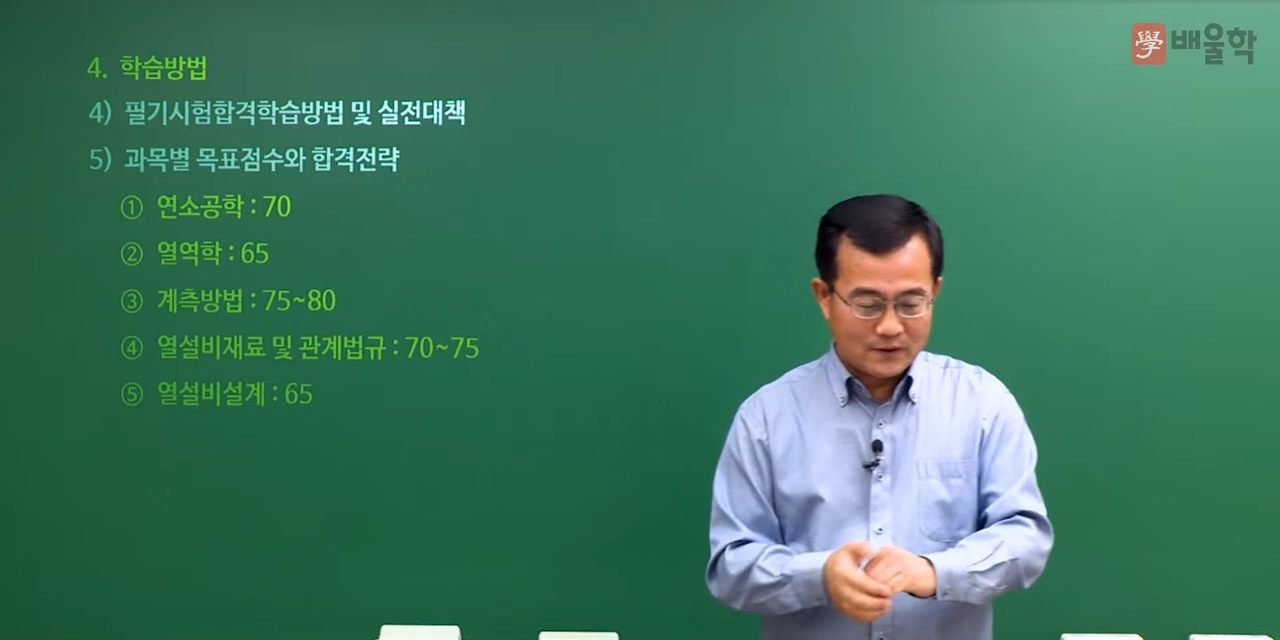 學 배울학
4. 학습방법
4) 필기시험합격학습방법 및 실전대책
5) 과목별 목표점수와 합격전략
① 연소공학 : 70
② 열역학 : 65
③ 계측방법 : 75~80
④ 열설비재료 및 관계법규 : 70~75
⑤ 열설비설계 : 65